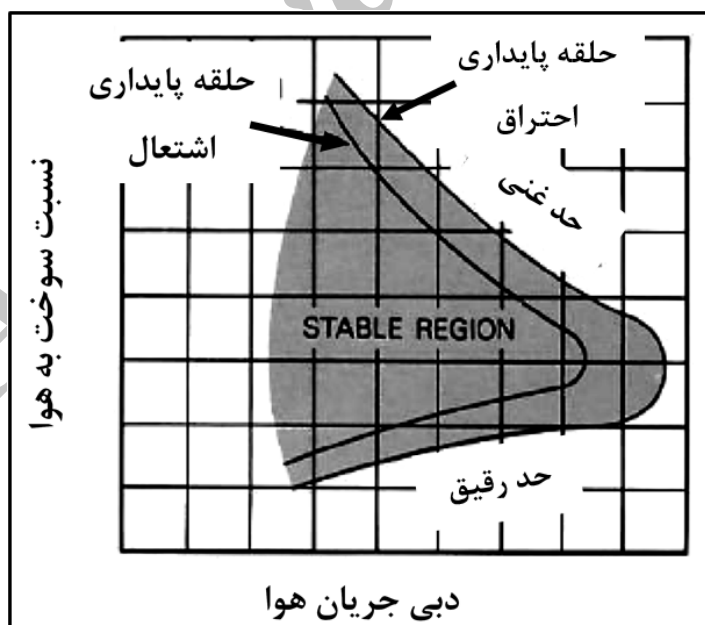 حلقه پایداری
احتراق
حلقه پایداری
اشتعال
حد غنی
STABLE REGION
حد رقیق
نسبت سوخت به هوا
دبی جریان هوا